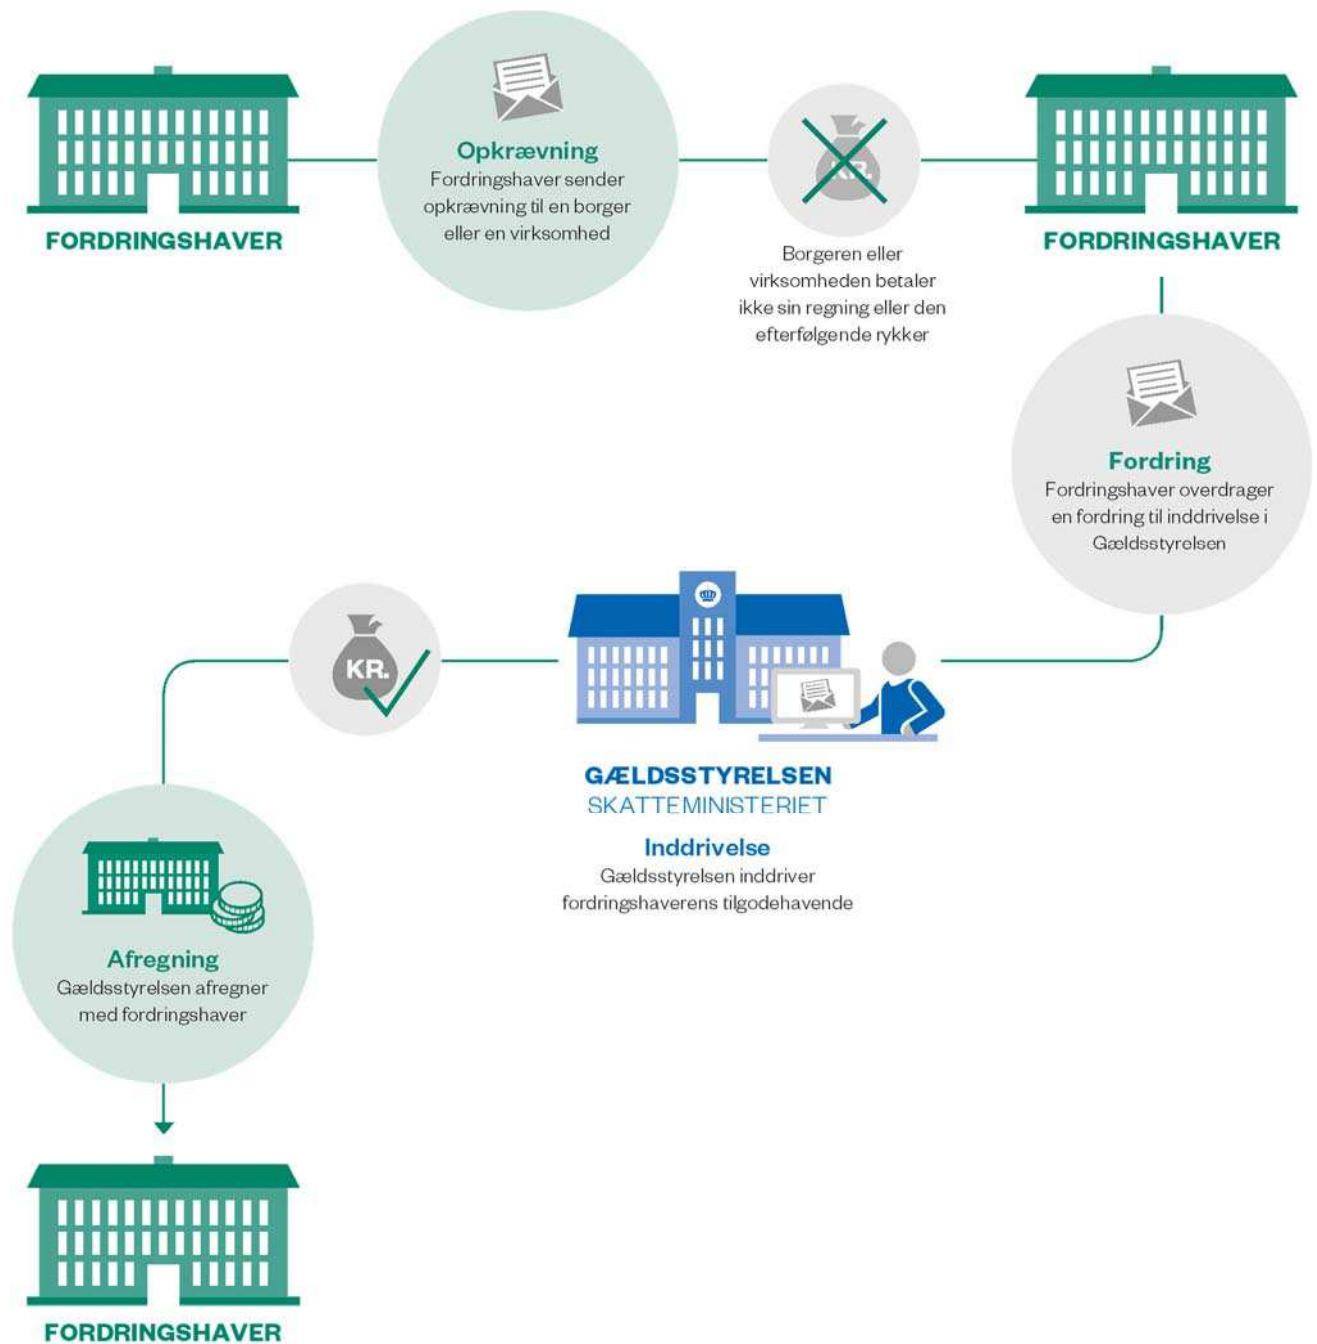 FORDRINGSHAVER
Opkrævning
Fordringshaver sender
opkrævning til en borger
eller en virksomhed
KR.
Borgeren eller
virksomheden betaler
ikke sin regning eller den
efterfølgende rykker
FORDRINGSHAVER
Fordring
Fordringshaver overdrager
en fordring til inddrivelse i
Gældsstyrelsen
GÆLDSSTYRELSEN
SKATTEMINISTERIET
Inddrivelse
Gældsstyrelsen inddriver
fordringshaverens tilgodehavende
KR.
Afregning
Gældsstyrelsen afregner
med fordringshaver
FORDRINGSHAVER